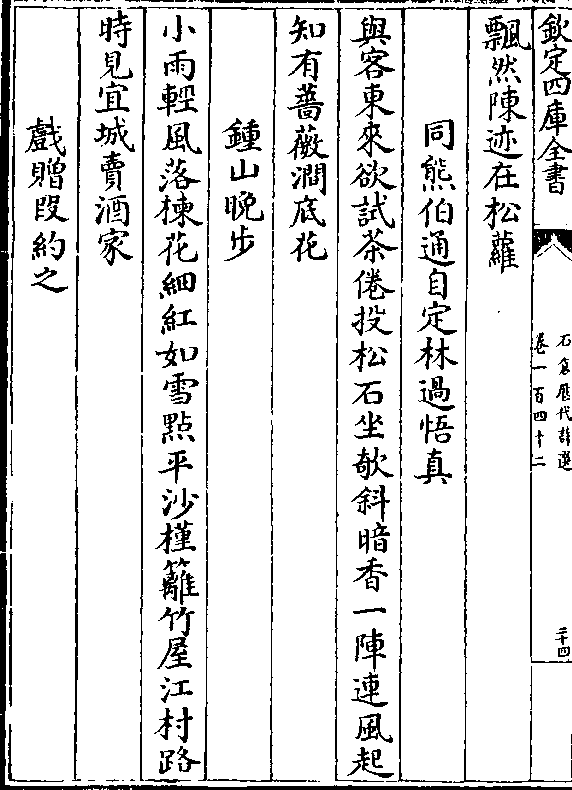 欽定四庫全書
石倉歷代詩選
卷一百四十二
二十四
飄然陳迹在松蘿
同熊伯通自定林過悟真
與客東來欲試茶倦投松石坐欹斜暗香一陣連風起
知有薔薇澗底花
鍾山晚步
小雨輕風落楝花細紅如雪點平沙槿籬竹屋江村路
時見宜城賣酒家
戲贈段約之